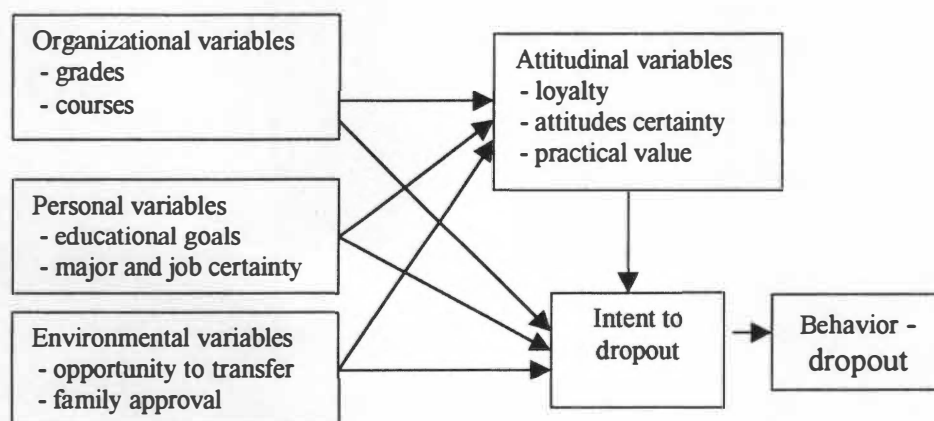 Organizational variables
- grades
- courses
Personal variables
- educational goals
- major and job certainty
Environmental variables
- opportunity to transfer
- family approval
Attitudinal variables
- loyalty
- attitudes certainty
- practical value
Intent to
dropout
Behavior -
dropout